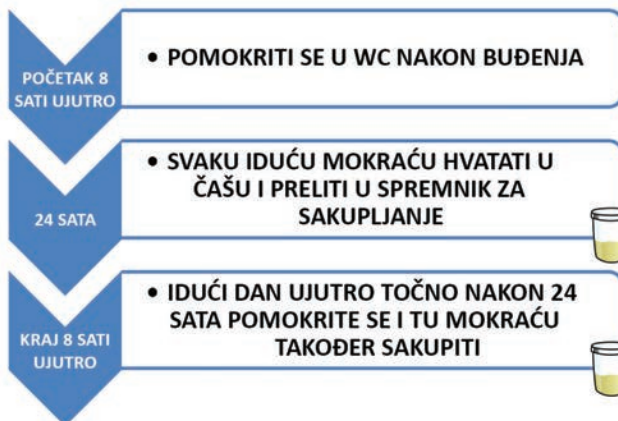 POČETAK 8
SATI UJUTRO
• POMOKRITI SE U WC NAKON BUĐENJA
24 SATA
• SVAKU IDUĆU MOKRAĆU HVATATI U
ČAŠU I PRELITI U SPREMNIK ZA
SAKUPLJANJE
KRAJ 8 SATI
UJUTRO
• IDUĆI DAN UJUTRO TOČNO NAKON 24
SATA POMOKRITE SE I TU MOKRAĆU
TAKOĐER SAKUPITI